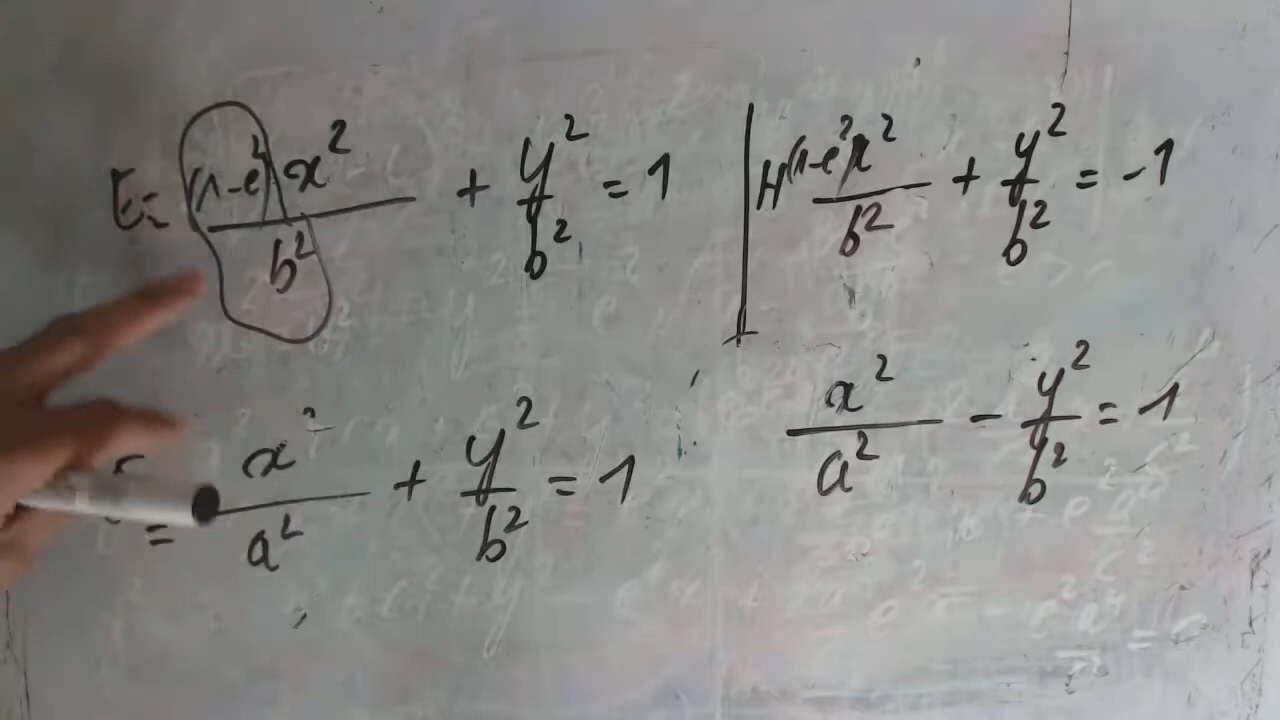 E: (1-e²) x² / b² + y² / b² = 1
H (1-e²) x² / b² + y² / b² = -1
E = x² / a² + y² / b² = 1
x² / a² - y² / b² = 1